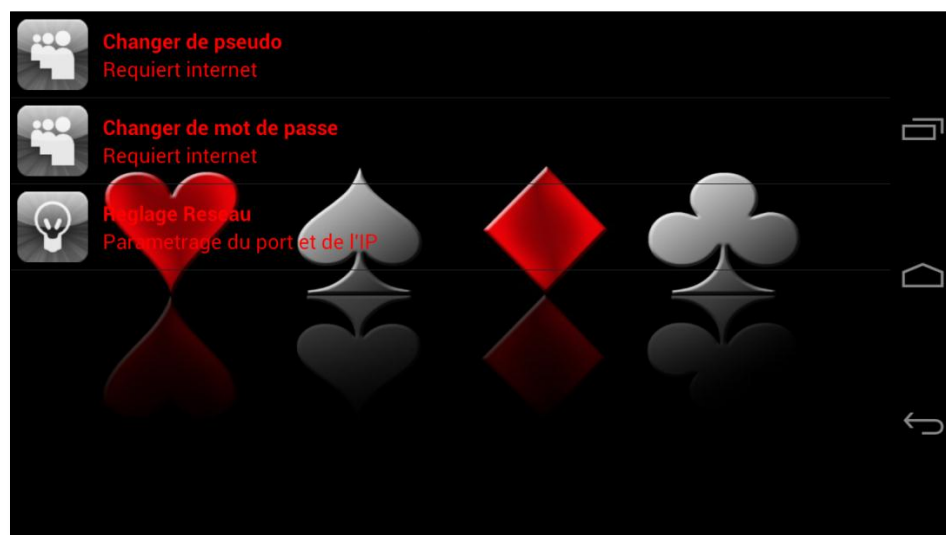 Changer de pseudo
Requiert internet
Changer de mot de passe
Requiert internet
Reglage Reseau
Parametrage du port et de l'IP